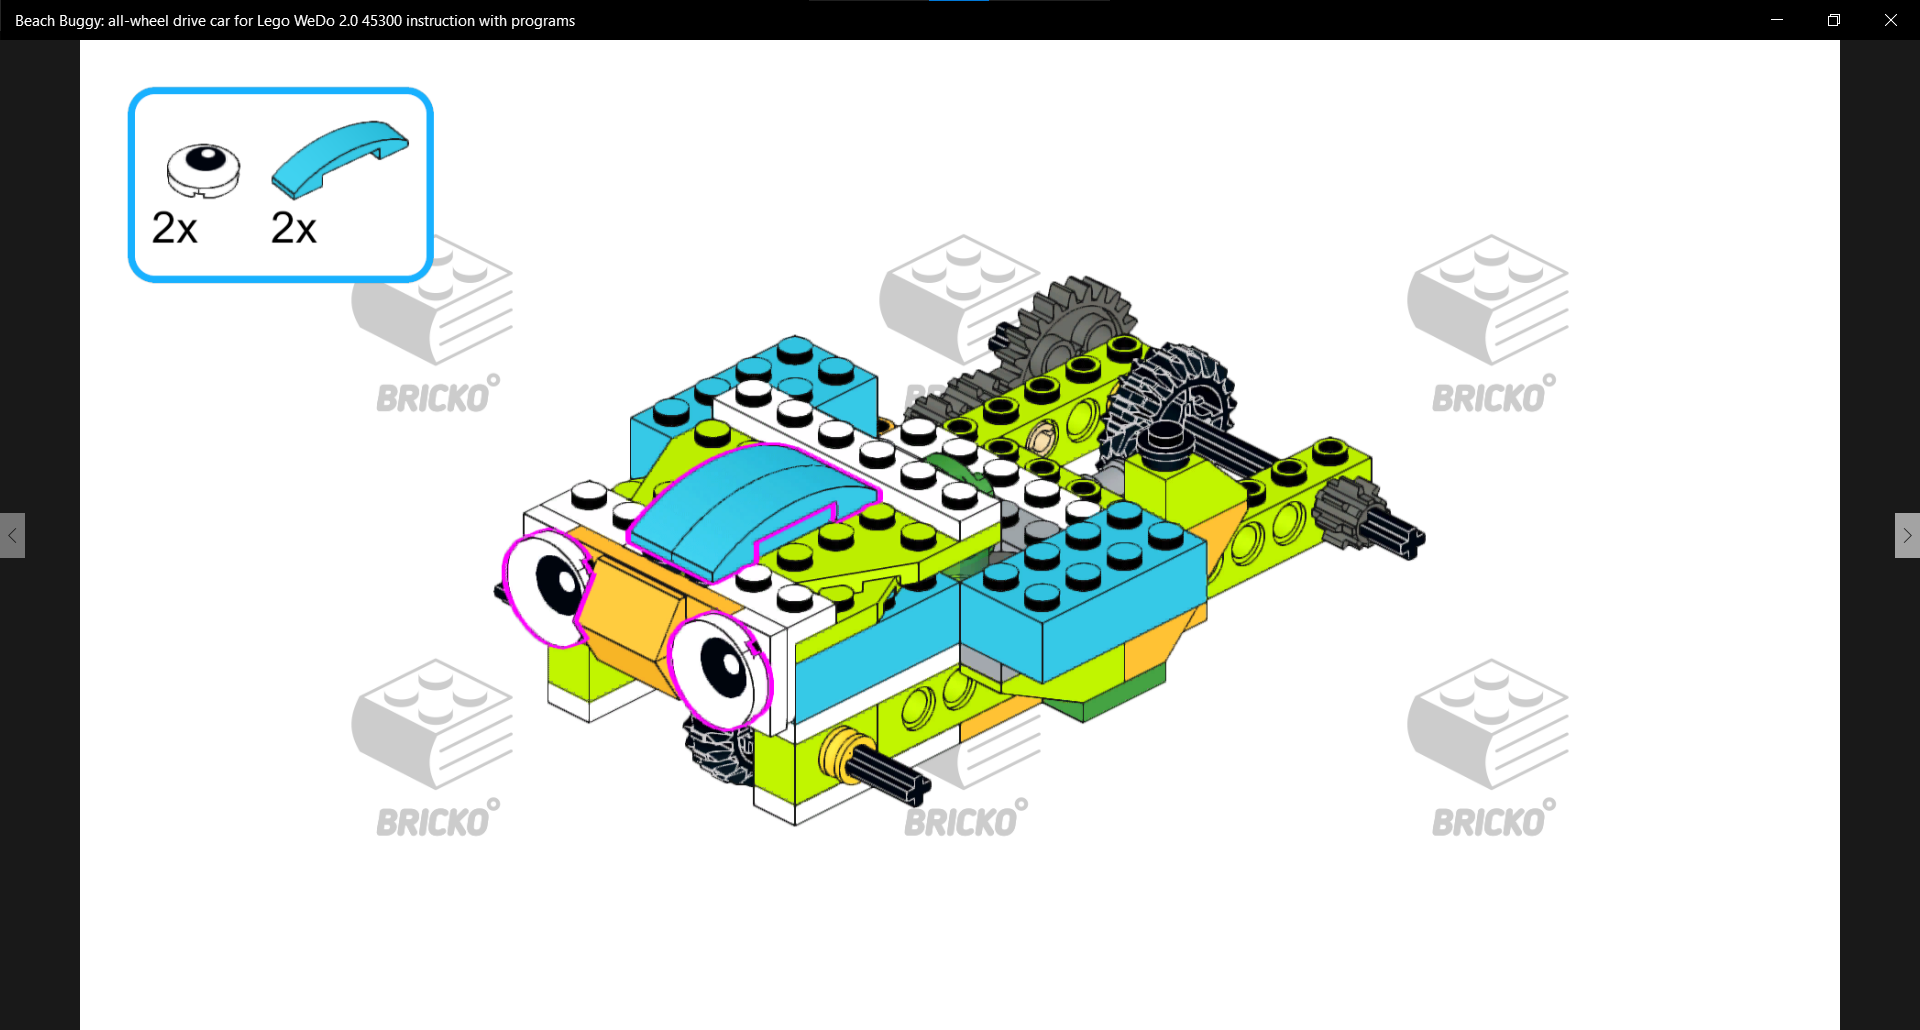 Beach Buggy: all-wheel drive car for Lego WeDo 2.0 45300 instruction with programs
2x 2x
BRICKO
BR
BRICKO
BRICKO
BRICKO
BRICKO